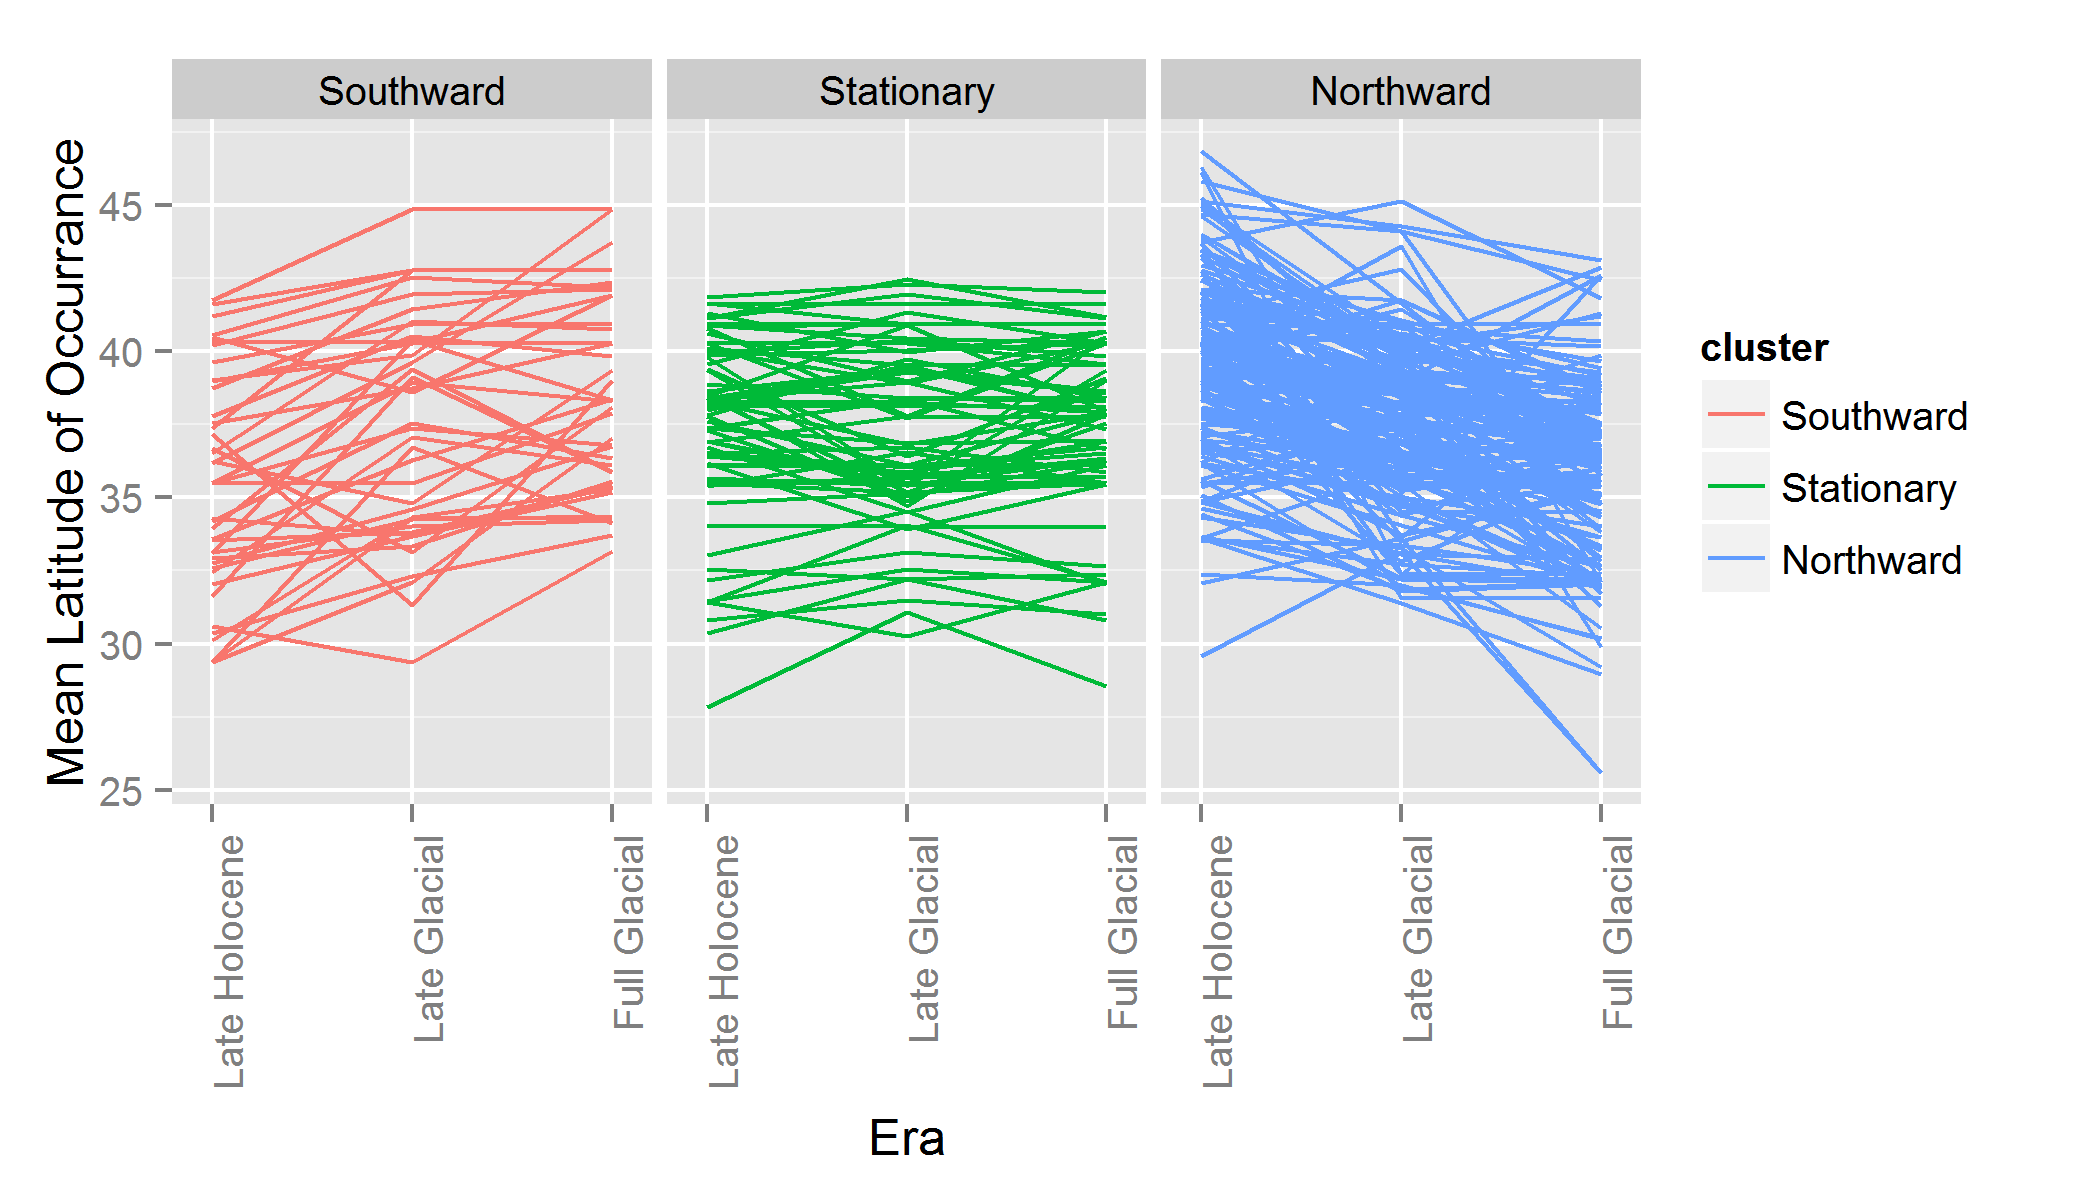 Southward
Stationary
Northward
Mean Latitude of Occurrance
45
40
35
30
25
Late Holocene
Late Glacial
Full Glacial
Late Holocene
Late Glacial
Full Glacial
Late Holocene
Late Glacial
Full Glacial
Era
cluster
Southward
Stationary
Northward